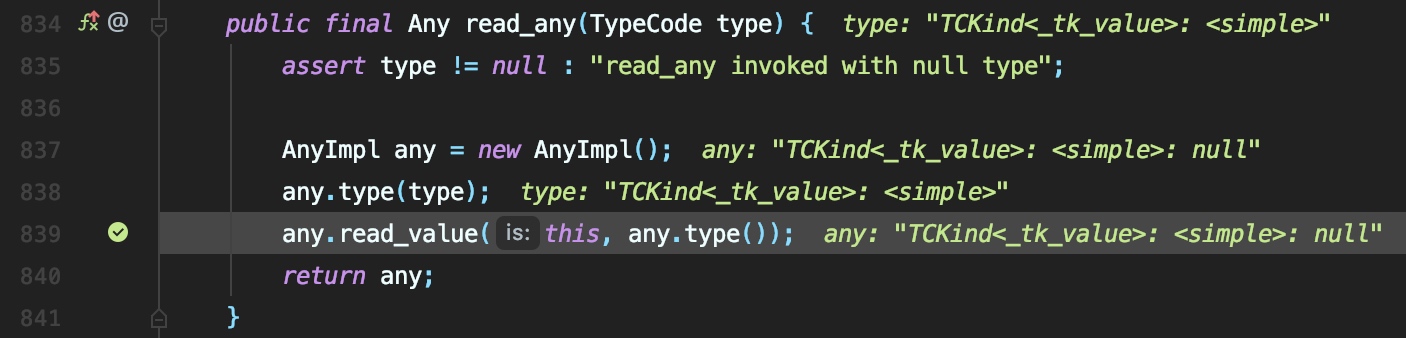 834 fx @ public final Any read_any(TypeCode type) { type: "TCKind<_tk_value>: <simple>"
835 assert type != null : "read_any invoked with null type";
836
837 AnyImpl any = new AnyImpl(); any: "TCKind<_tk_value>: <simple>: null"
838 any.type(type); type: "TCKind<_tk_value>: <simple>"
839 any.read_value( is: this, any.type()); any: "TCKind<_tk_value>: <simple>: null"
840 return any;
841 }